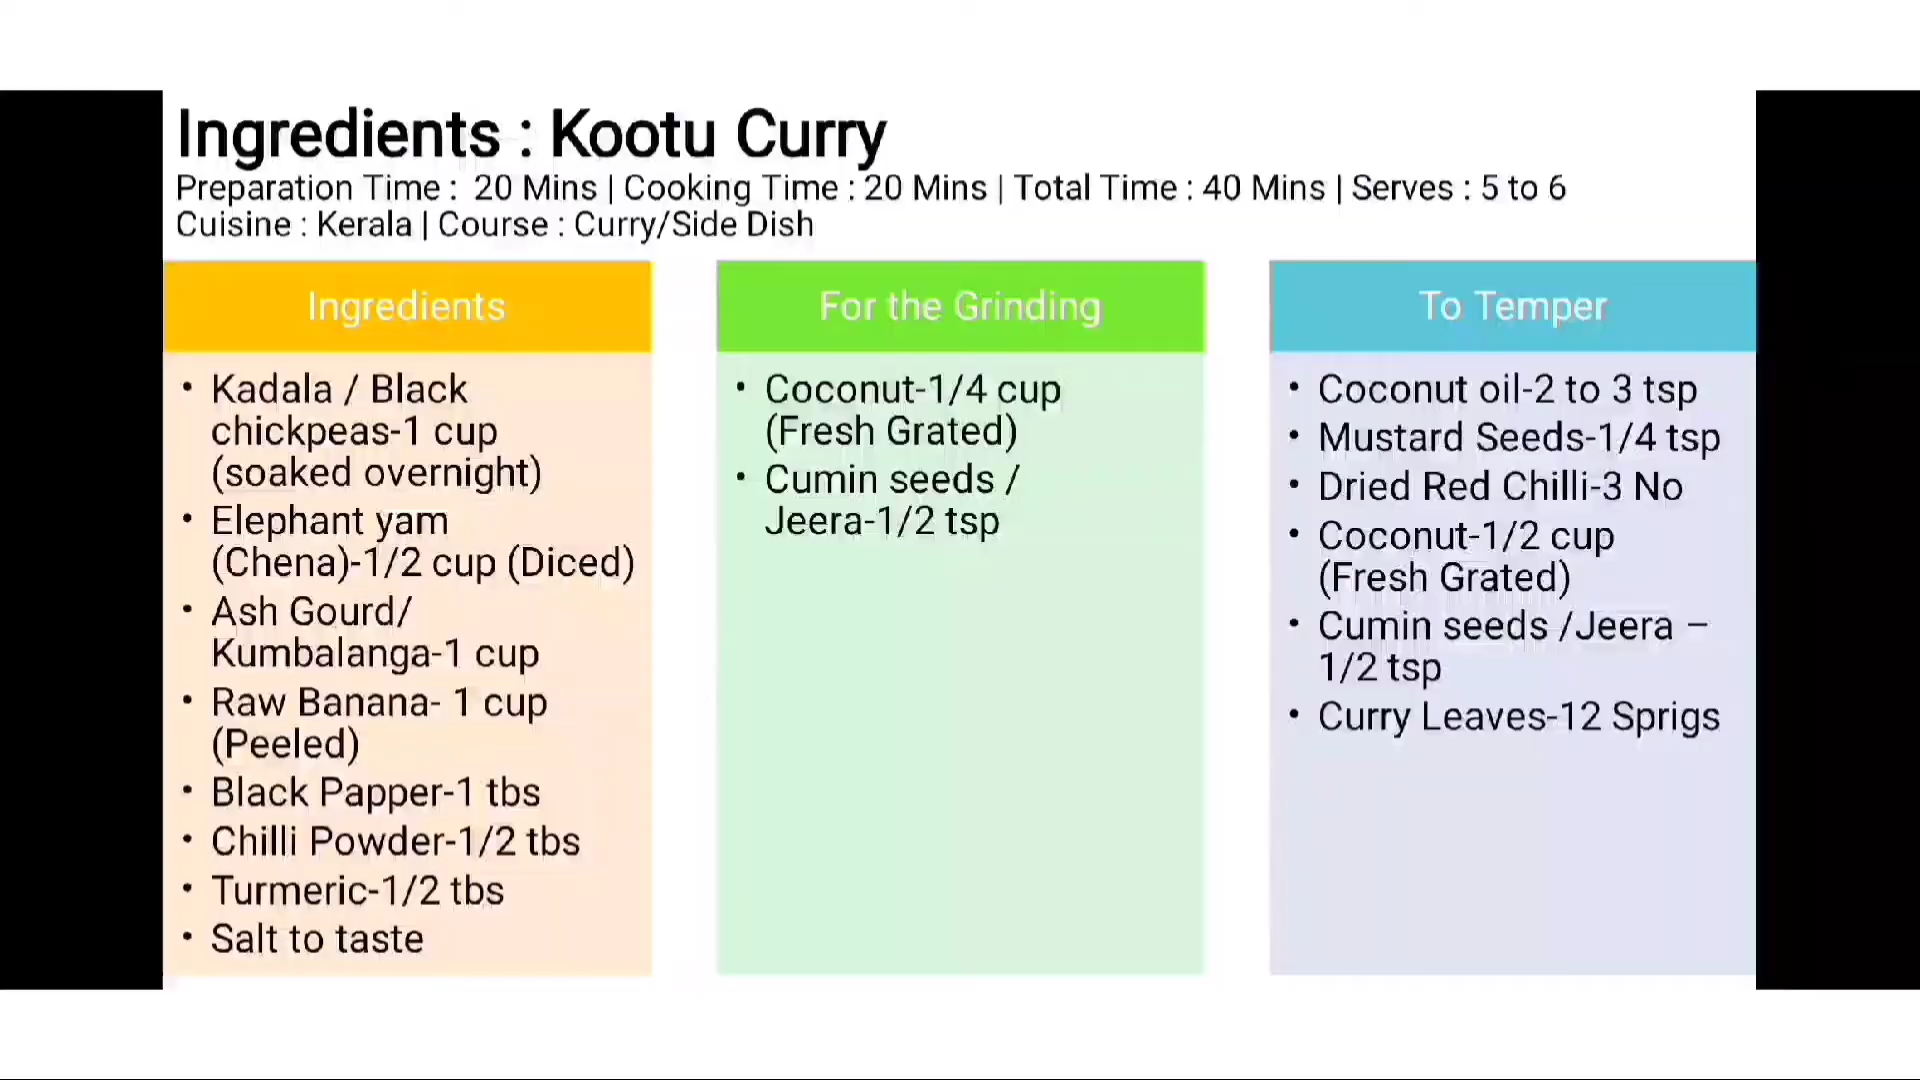 Ingredients : Kootu Curry
Preparation Time :  20 Mins | Cooking Time : 20 Mins | Total Time : 40 Mins | Serves : 5 to 6
Cuisine : Kerala | Course : Curry/Side Dish
Ingredients
• Kadala / Black
chickpeas-1 cup
(soaked overnight)
• Elephant yam
(Chena)-1/2 cup (Diced)
• Ash Gourd/
Kumbalanga-1 cup
• Raw Banana- 1 cup
(Peeled)
• Black Papper-1 tbs
• Chilli Powder-1/2 tbs
• Turmeric-1/2 tbs
• Salt to taste
For the Grinding
• Coconut-1/4 cup
(Fresh Grated)
• Cumin seeds /
Jeera-1/2 tsp
To Temper
• Coconut oil-2 to 3 tsp
• Mustard Seeds-1/4 tsp
• Dried Red Chilli-3 No
• Coconut-1/2 cup
(Fresh Grated)
• Cumin seeds /Jeera –
1/2 tsp
• Curry Leaves-12 Sprigs